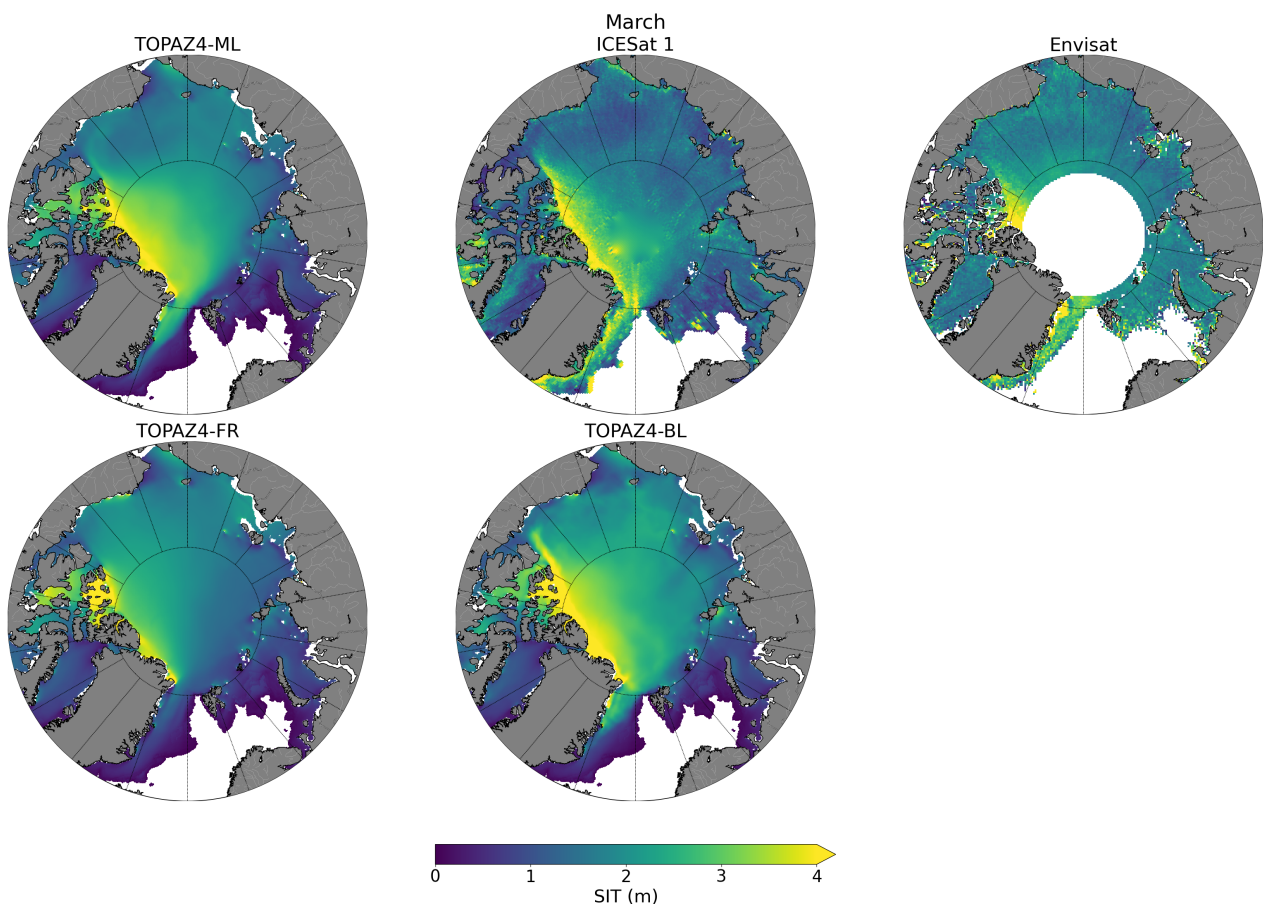 March
TOPAZ4-ML
ICESat 1
Envisat
TOPAZ4-FR
TOPAZ4-BL
0 1 2 3 4
SIT (m)